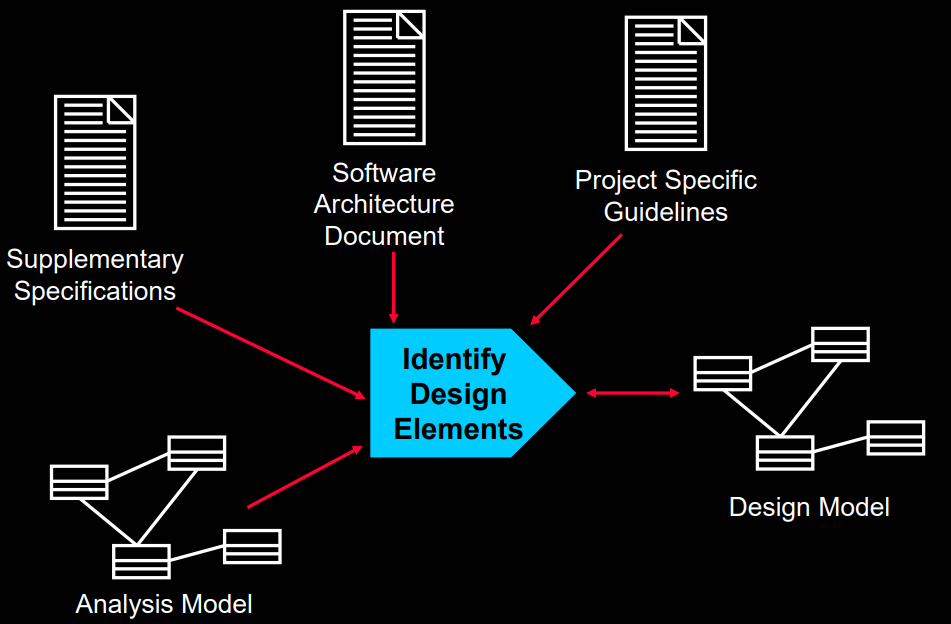 Software
Architecture
Document
Project Specific
Guidelines
Supplementary
Specifications
Identify
Design
Elements
Design Model
Analysis Model